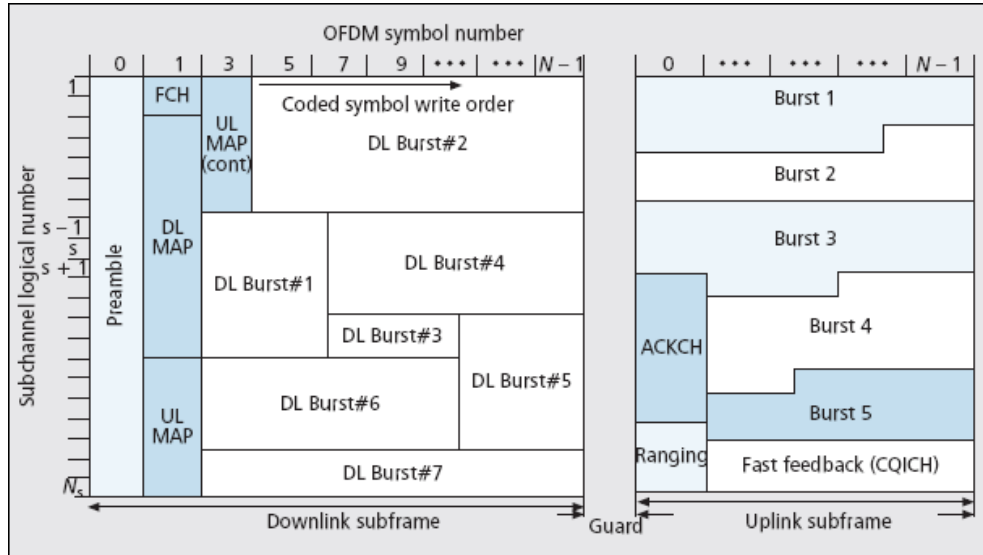 OFDM symbol number
0 1 3 5 7 9 ••• ••• N – 1
0 ••• ••• ••• N – 1
Subchannel logical number
1
s – 1
s
s + 1
Ns
Preamble
FCH
DL
MAP
UL
MAP
UL
MAP
(cont)
Coded symbol write order
DL Burst#2
DL Burst#1
DL Burst#4
DL Burst#3
DL Burst#5
DL Burst#6
DL Burst#7
Burst 1
Burst 2
Burst 3
ACKCH
Burst 4
Burst 5
Ranging
Fast feedback (CQICH)
Downlink subframe
Guard
Uplink subframe